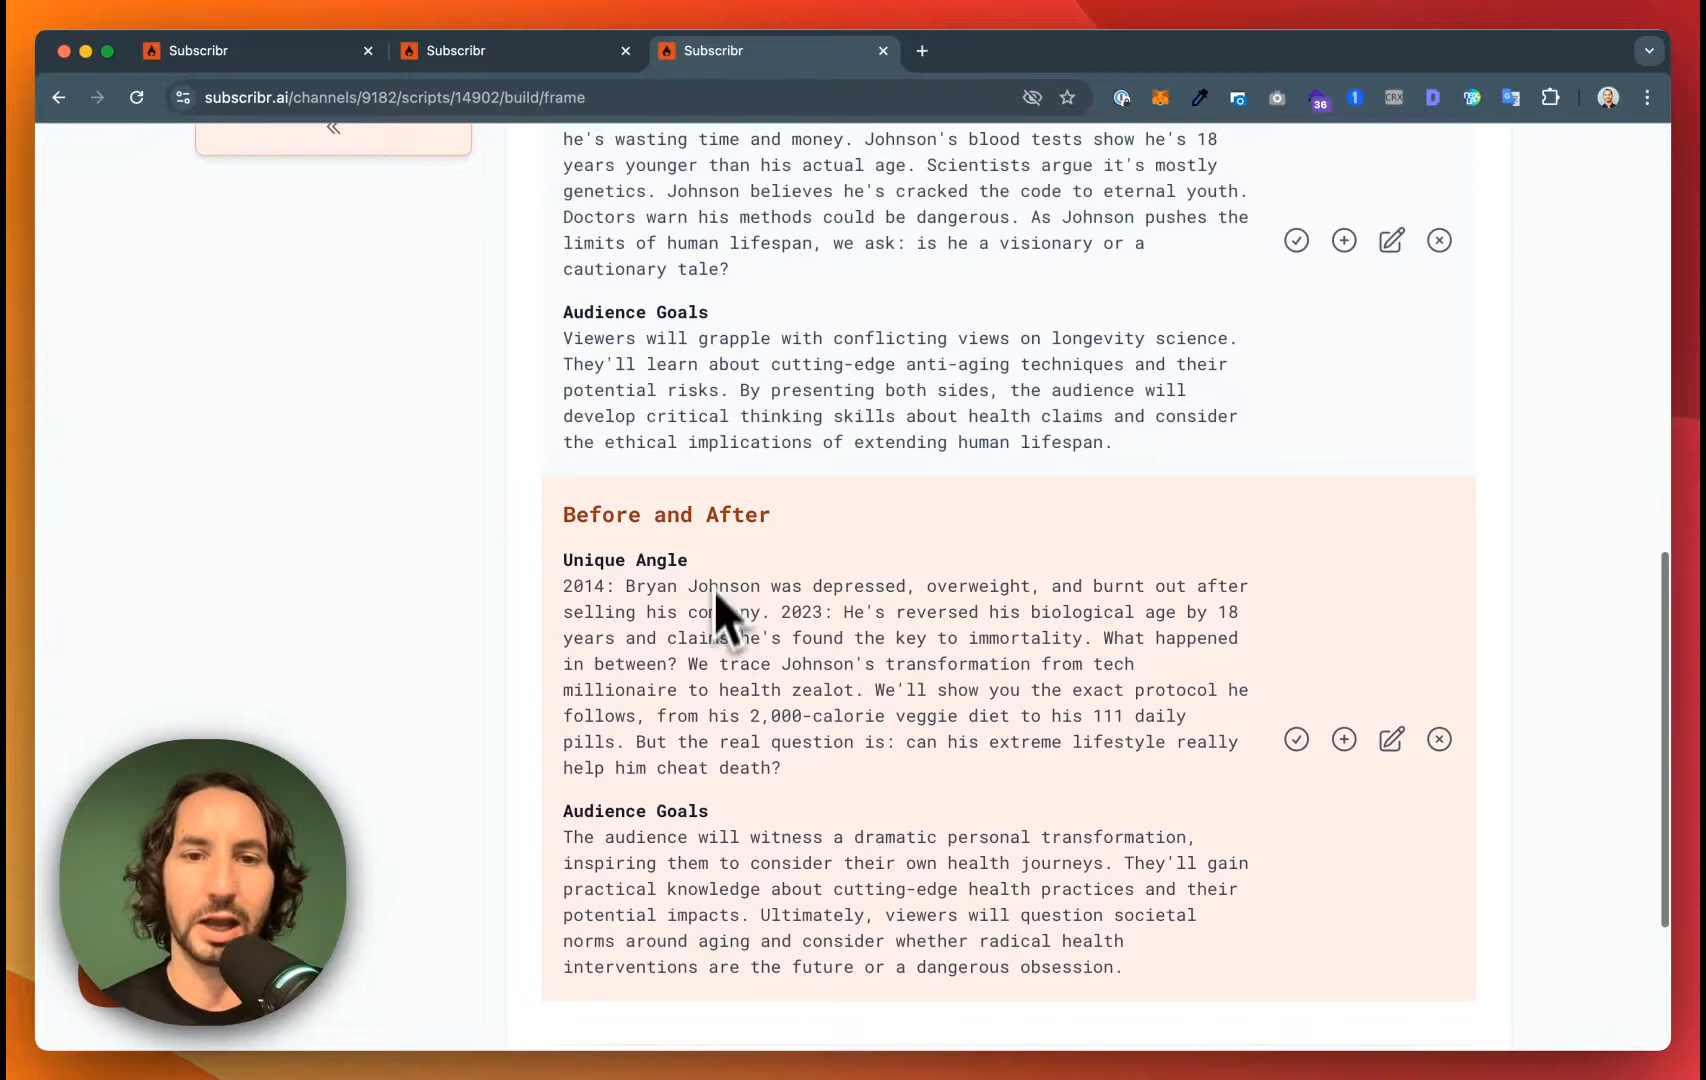 Subscribr
Subscribr
Subscribr
subscribr.ai/channels/9182/scripts/14902/build/frame
36
1
CRX
D
he's wasting time and money. Johnson's blood tests show he's 18
years younger than his actual age. Scientists argue it's mostly
genetics. Johnson believes he's cracked the code to eternal youth.
Doctors warn his methods could be dangerous. As Johnson pushes the
limits of human lifespan, we ask: is he a visionary or a
cautionary tale?
Audience Goals
Viewers will grapple with conflicting views on longevity science.
They'll learn about cutting-edge anti-aging techniques and their
potential risks. By presenting both sides, the audience will
develop critical thinking skills about health claims and consider
the ethical implications of extending human lifespan.
Before and After
Unique Angle
2014: Bryan Johnson was depressed, overweight, and burnt out after
selling his company. 2023: He's reversed his biological age by 18
years and claims he's found the key to immortality. What happened
in between? We trace Johnson's transformation from tech
millionaire to health zealot. We'll show you the exact protocol he
follows, from his 2,000-calorie veggie diet to his 111 daily
pills. But the real question is: can his extreme lifestyle really
help him cheat death?
Audience Goals
The audience will witness a dramatic personal transformation,
inspiring them to consider their own health journeys. They'll gain
practical knowledge about cutting-edge health practices and their
potential impacts. Ultimately, viewers will question societal
norms around aging and consider whether radical health
interventions are the future or a dangerous obsession.